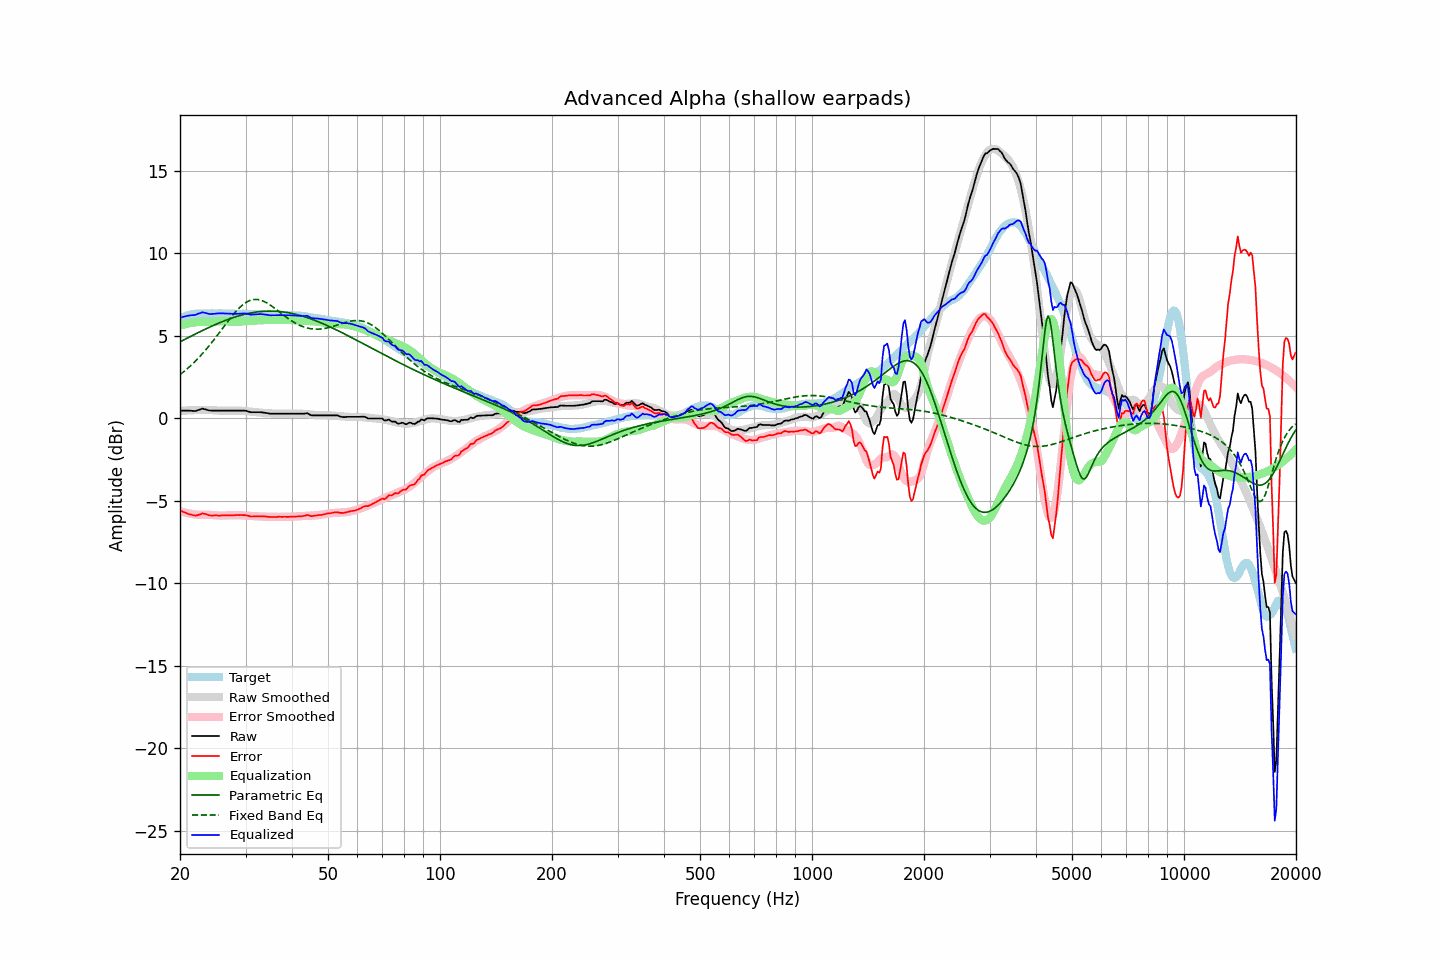 Advanced Alpha (shallow earpads)
Amplitude (dBr)
15
10
5
0
−5
−10
−15
−20
−25
Target
Raw Smoothed
Error Smoothed
Raw
Error
Equalization
Parametric Eq
Fixed Band Eq
Equalized
20 50 100 200 500 1000 2000 5000 10000 20000
Frequency (Hz)